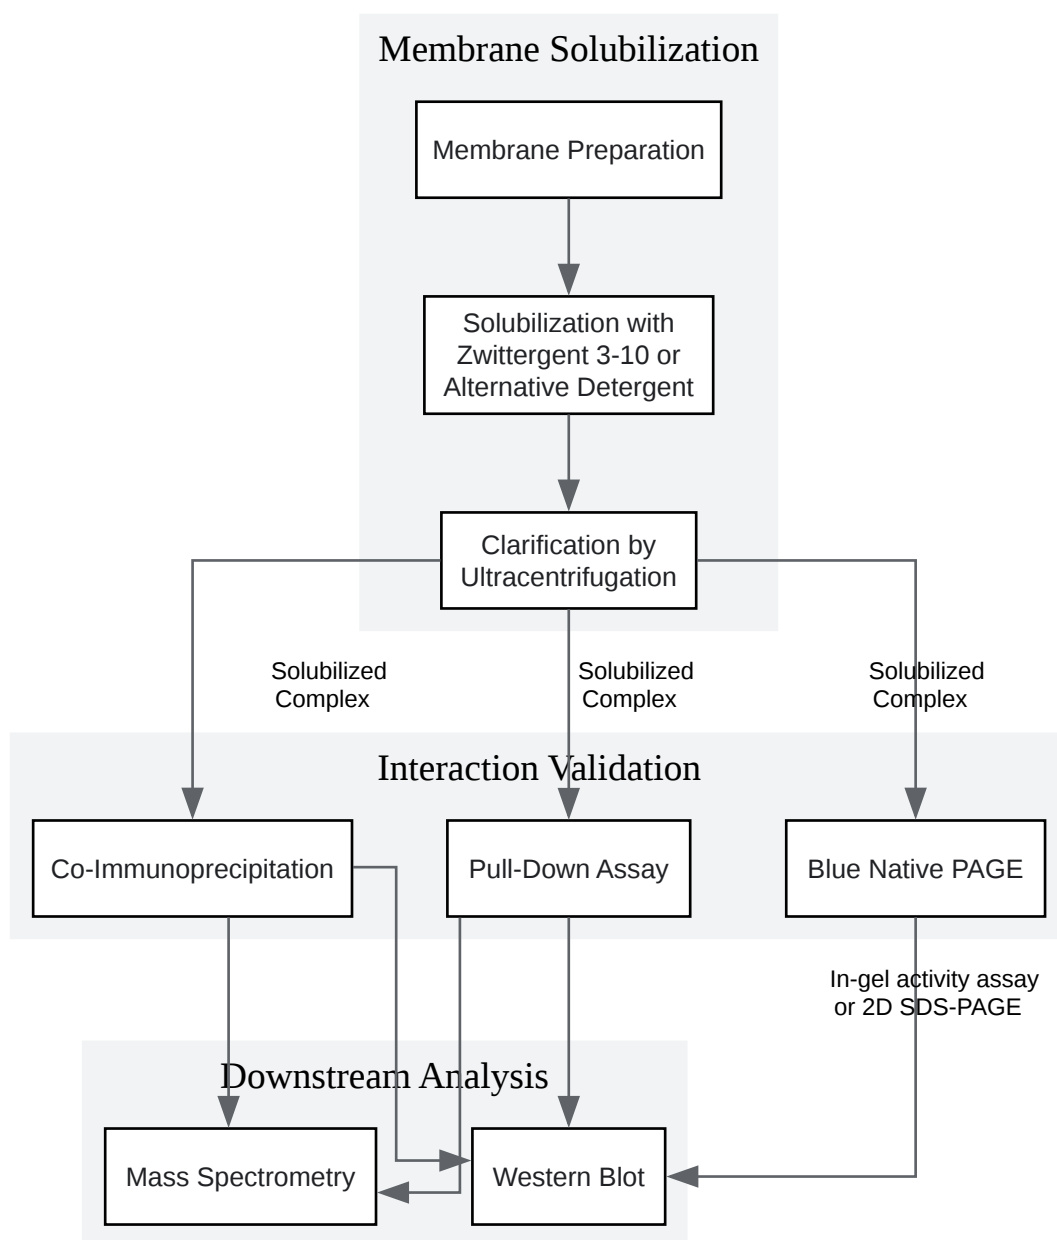 Membrane Solubilization
Membrane Preparation
Solubilization with
Zwittergent 3-10 or
Alternative Detergent
Clarification by
Ultracentrifugation
Solubilized
Complex
Solubilized
Complex
Solubilized
Complex
Interaction Validation
Co-Immunoprecipitation
Pull-Down Assay
Blue Native PAGE
In-gel activity assay
or 2D SDS-PAGE
Downstream Analysis
Mass Spectrometry
Western Blot